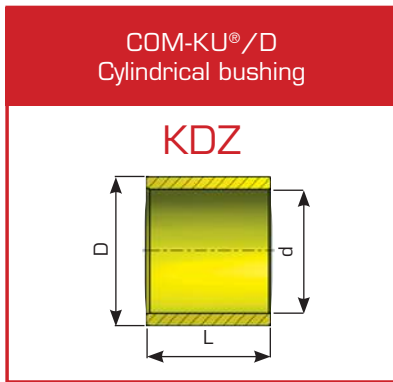 COM-KU®/D
Cylindrical bushing
KDZ
D
d
L